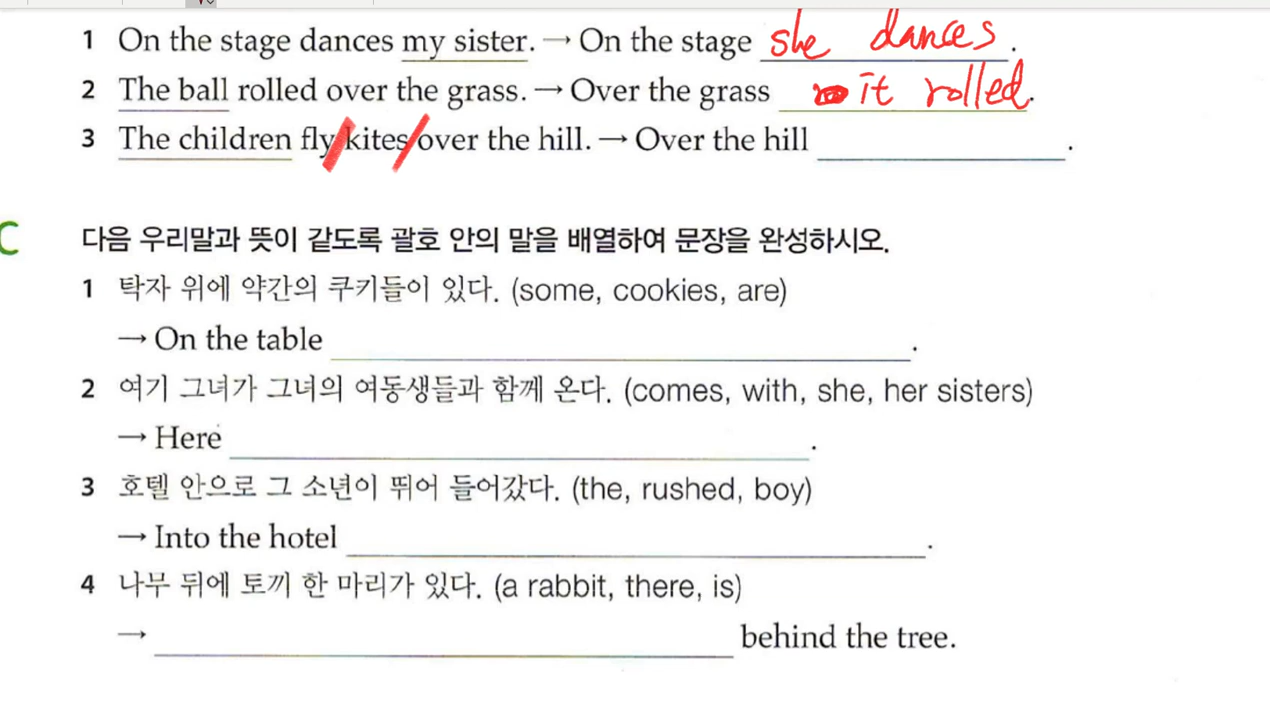 1 On the stage dances my sister. → On the stage she dances.
2 The ball rolled over the grass. → Over the grass it rolled.
3 The children fly/kites/over the hill. → Over the hill ____.
C 다음 우리말과 뜻이 같도록 괄호 안의 말을 배열하여 문장을 완성하시오.
1 탁자 위에 약간의 쿠키들이 있다. (some, cookies, are)
→ On the table ____.
2 여기 그녀가 그녀의 여동생들과 함께 온다. (comes, with, she, her sisters)
→ Here ____.
3 호텔 안으로 그 소년이 뛰어 들어갔다. (the, rushed, boy)
→ Into the hotel ____.
4 나무 뒤에 토끼 한 마리가 있다. (a rabbit, there, is)
→ ____ behind the tree.